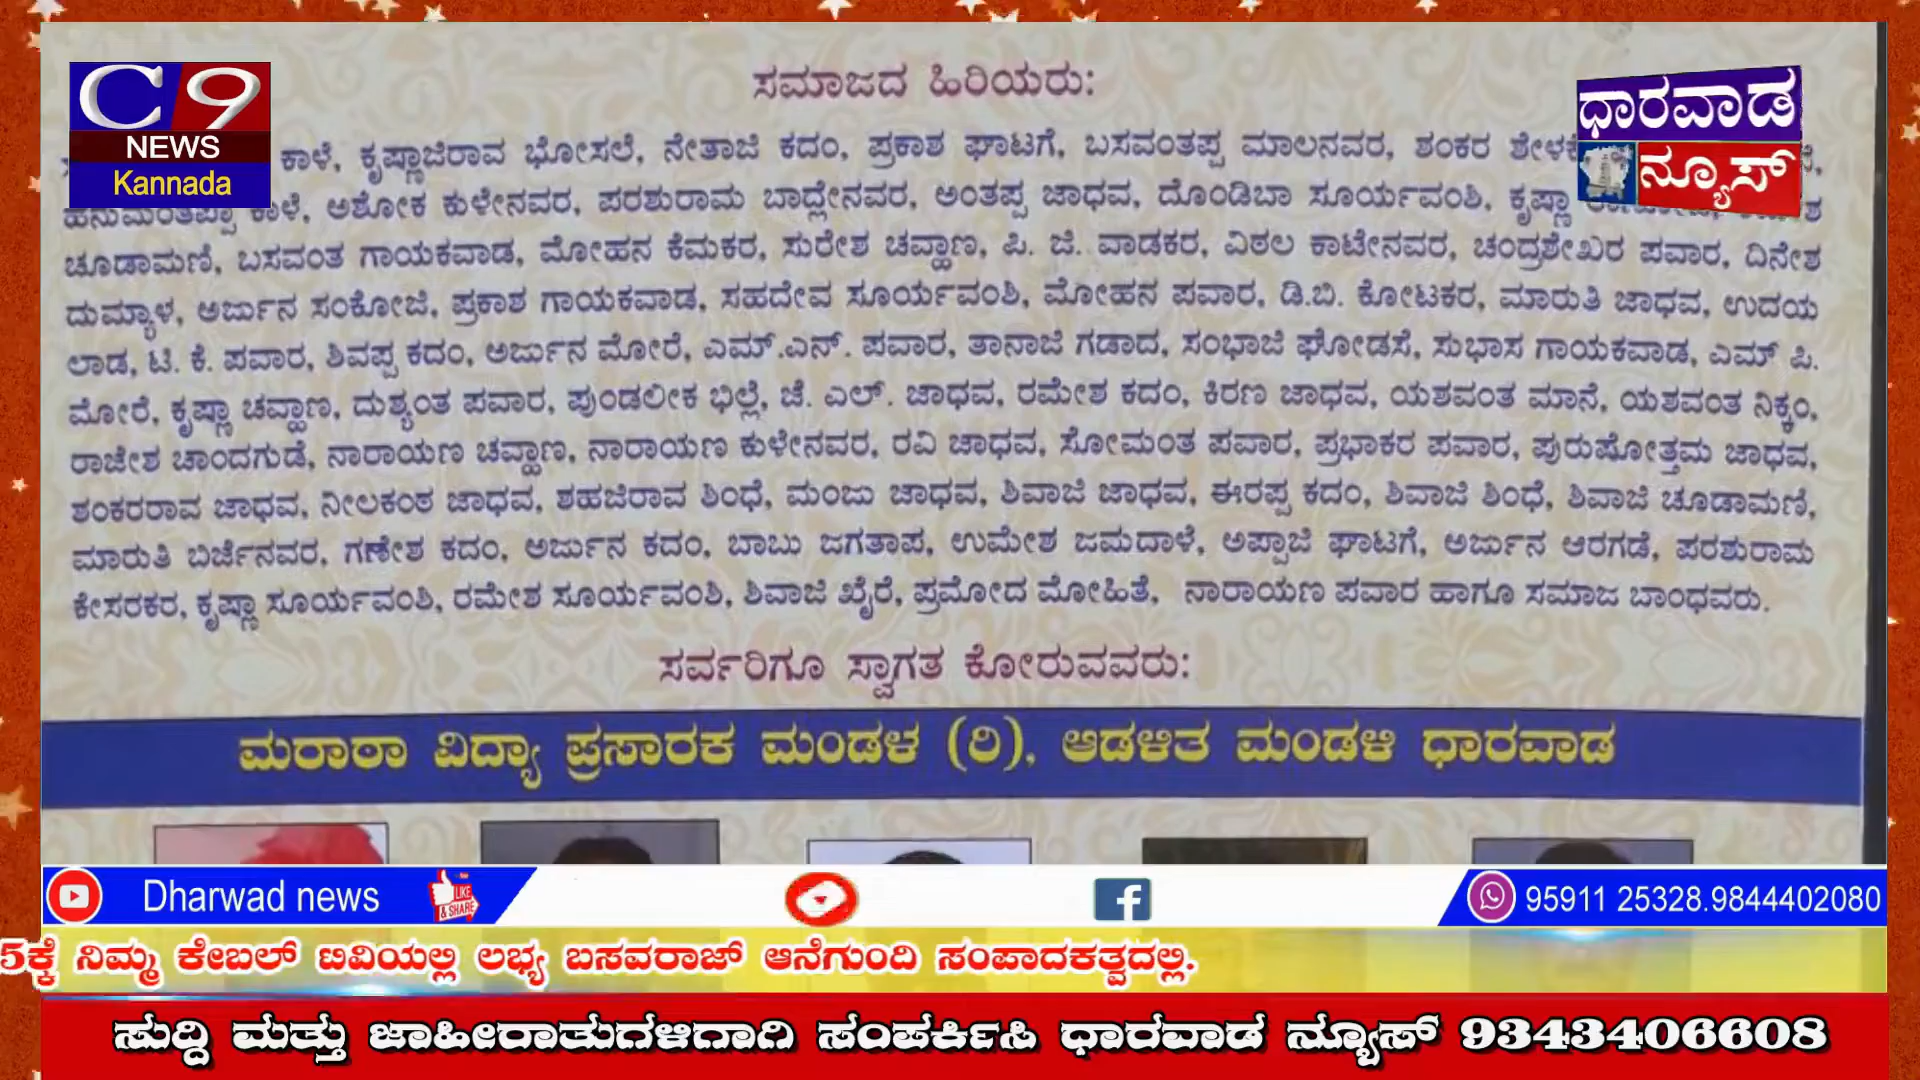 ಸಮಾಜದ ಹಿರಿಯರು:
C9
NEWS
Kannada
ಧಾರವಾಡ
ನ್ಯೂಸ್
ಕಾಳೆ, ಕೃಷ್ಣಾಜಿರಾವ ಭೋಸಲೆ, ನೇತಾಜಿ ಕದಂ, ಪ್ರಕಾಶ ಘಾಟಗೆ, ಬಸವಂತಪ್ಪ ಮಾಲನವರ, ಶಂಕರ
ಹನುಮಂತಪ್ಪಾ ಕಾಳೆ, ಅಶೋಕ ಕುಳೇನವರ, ಪರಶುರಾಮ ಬಾದ್ಲೇನವರ, ಅಂತಪ್ಪ ಜಾಧವ, ದೊಂಡಿಬಾ ಸೂರ್ಯವಂಶಿ, ಕೃಷ್ಣಾ
ಚೂಡಾಮಣಿ, ಬಸವಂತ ಗಾಯಕವಾಡ, ಮೋಹನ ಕೆಮಕರ, ಸುರೇಶ ಚವ್ಹಾಣ, ಪಿ. ಜಿ. ವಾಡಕರ, ವಿಠಲ ಕಾಟೇನವರ, ಚಂದ್ರಶೇಖರ ಪವಾರ, ದಿನೇಶ
ದುಮ್ಯಾಳ, ಅರ್ಜುನ ಸಂಕೋಜಿ, ಪ್ರಕಾಶ ಗಾಯಕವಾಡ, ಸಹದೇವ ಸೂರ್ಯವಂಶಿ, ಮೋಹನ ಪವಾರ, ಡಿ.ಬಿ. ಕೋಟಕರ, ಮಾರುತಿ ಜಾಧವ, ಉದಯ
ಲಾಡ, ಟಿ. ಕೆ. ಪವಾರ, ಶಿವಪ್ಪ ಕದಂ, ಅರ್ಜುನ ಮೋರೆ, ಎಮ್.ಎನ್. ಪವಾರ, ತಾನಾಜಿ ಗಡಾದ, ಸಂಭಾಜಿ ಘೋಡಸೆ, ಸುಭಾಸ ಗಾಯಕವಾಡ, ಎಮ್ ಪಿ.
ಮೋರೆ, ಕೃಷ್ಣಾ ಚವ್ಹಾಣ, ದುಶ್ಯಂತ ಪವಾರ, ಪುಂಡಲೀಕ ಭಿಲ್ಲೆ, ಜೆ. ಎಲ್. ಜಾಧವ, ರಮೇಶ ಕದಂ, ಕಿರಣ ಜಾಧವ, ಯಶವಂತ ಮಾನೆ, ಯಶವಂತ ನಿಕ್ಕಂ,
ರಾಜೇಶ ಚಾಂದಗುಡೆ, ನಾರಾಯಣ ಚವ್ಹಾಣ, ನಾರಾಯಣ ಕುಳೇನವರ, ರವಿ ಜಾಧವ, ಸೋಮಂತ ಪವಾರ, ಪ್ರಭಾಕರ ಪವಾರ, ಪುರುಷೋತ್ತಮ ಜಾಧವ,
ಶಂಕರರಾವ ಜಾಧವ, ನೀಲಕಂಠ ಜಾಧವ, ಶಹಜಿರಾವ ಶಿಂಧೆ, ಮಂಜು ಜಾಧವ, ಶಿವಾಜಿ ಜಾಧವ, ಈರಪ್ಪ ಕದಂ, ಶಿವಾಜಿ ಶಿಂಧೆ, ಶಿವಾಜಿ ಚೂಡಾಮಣಿ,
ಮಾರುತಿ ಬರ್ಜೆನವರ, ಗಣೇಶ ಕದಂ, ಅರ್ಜುನ ಕದಂ, ಬಾಬು ಜಗತಾಪ, ಉಮೇಶ ಜಮದಾಳೆ, ಅಪ್ಪಾಜಿ ಘಾಟಗೆ, ಅರ್ಜುನ ಆರಗಡೆ, ಪರಶುರಾಮ
ಕೇಸರಕರ, ಕೃಷ್ಣಾ ಸೂರ್ಯವಂಶಿ, ರಮೇಶ ಸೂರ್ಯವಂಶಿ, ಶಿವಾಜಿ ಖೈರೆ, ಪ್ರಮೋದ ಮೋಹಿತೆ, ನಾರಾಯಣ ಪವಾರ ಹಾಗೂ ಸಮಾಜ ಬಾಂಧವರು.
ಸರ್ವರಿಗೂ ಸ್ವಾಗತ ಕೋರುವವರು:
ಮರಾಠಾ ವಿದ್ಯಾ ಪ್ರಸಾರಕ ಮಂಡಳ (ರಿ), ಆಡಳಿತ ಮಂಡಳಿ ಧಾರವಾಡ
Dharwad news
LIKE
& SHARE
95911 25328.9844402080
5ಕ್ಕೆ ನಿಮ್ಮ ಕೇಬಲ್ ಟಿವಿಯಲ್ಲಿ ಲಭ್ಯ ಬಸವರಾಜ್ ಆನೆಗುಂದಿ ಸಂಪಾದಕತ್ವದಲ್ಲಿ.
ಸುದ್ದಿ ಮತ್ತು ಜಾಹೀರಾತುಗಳಿಗಾಗಿ ಸಂಪರ್ಕಿಸಿ ಧಾರವಾಡ ನ್ಯೂಸ್ 9343406608